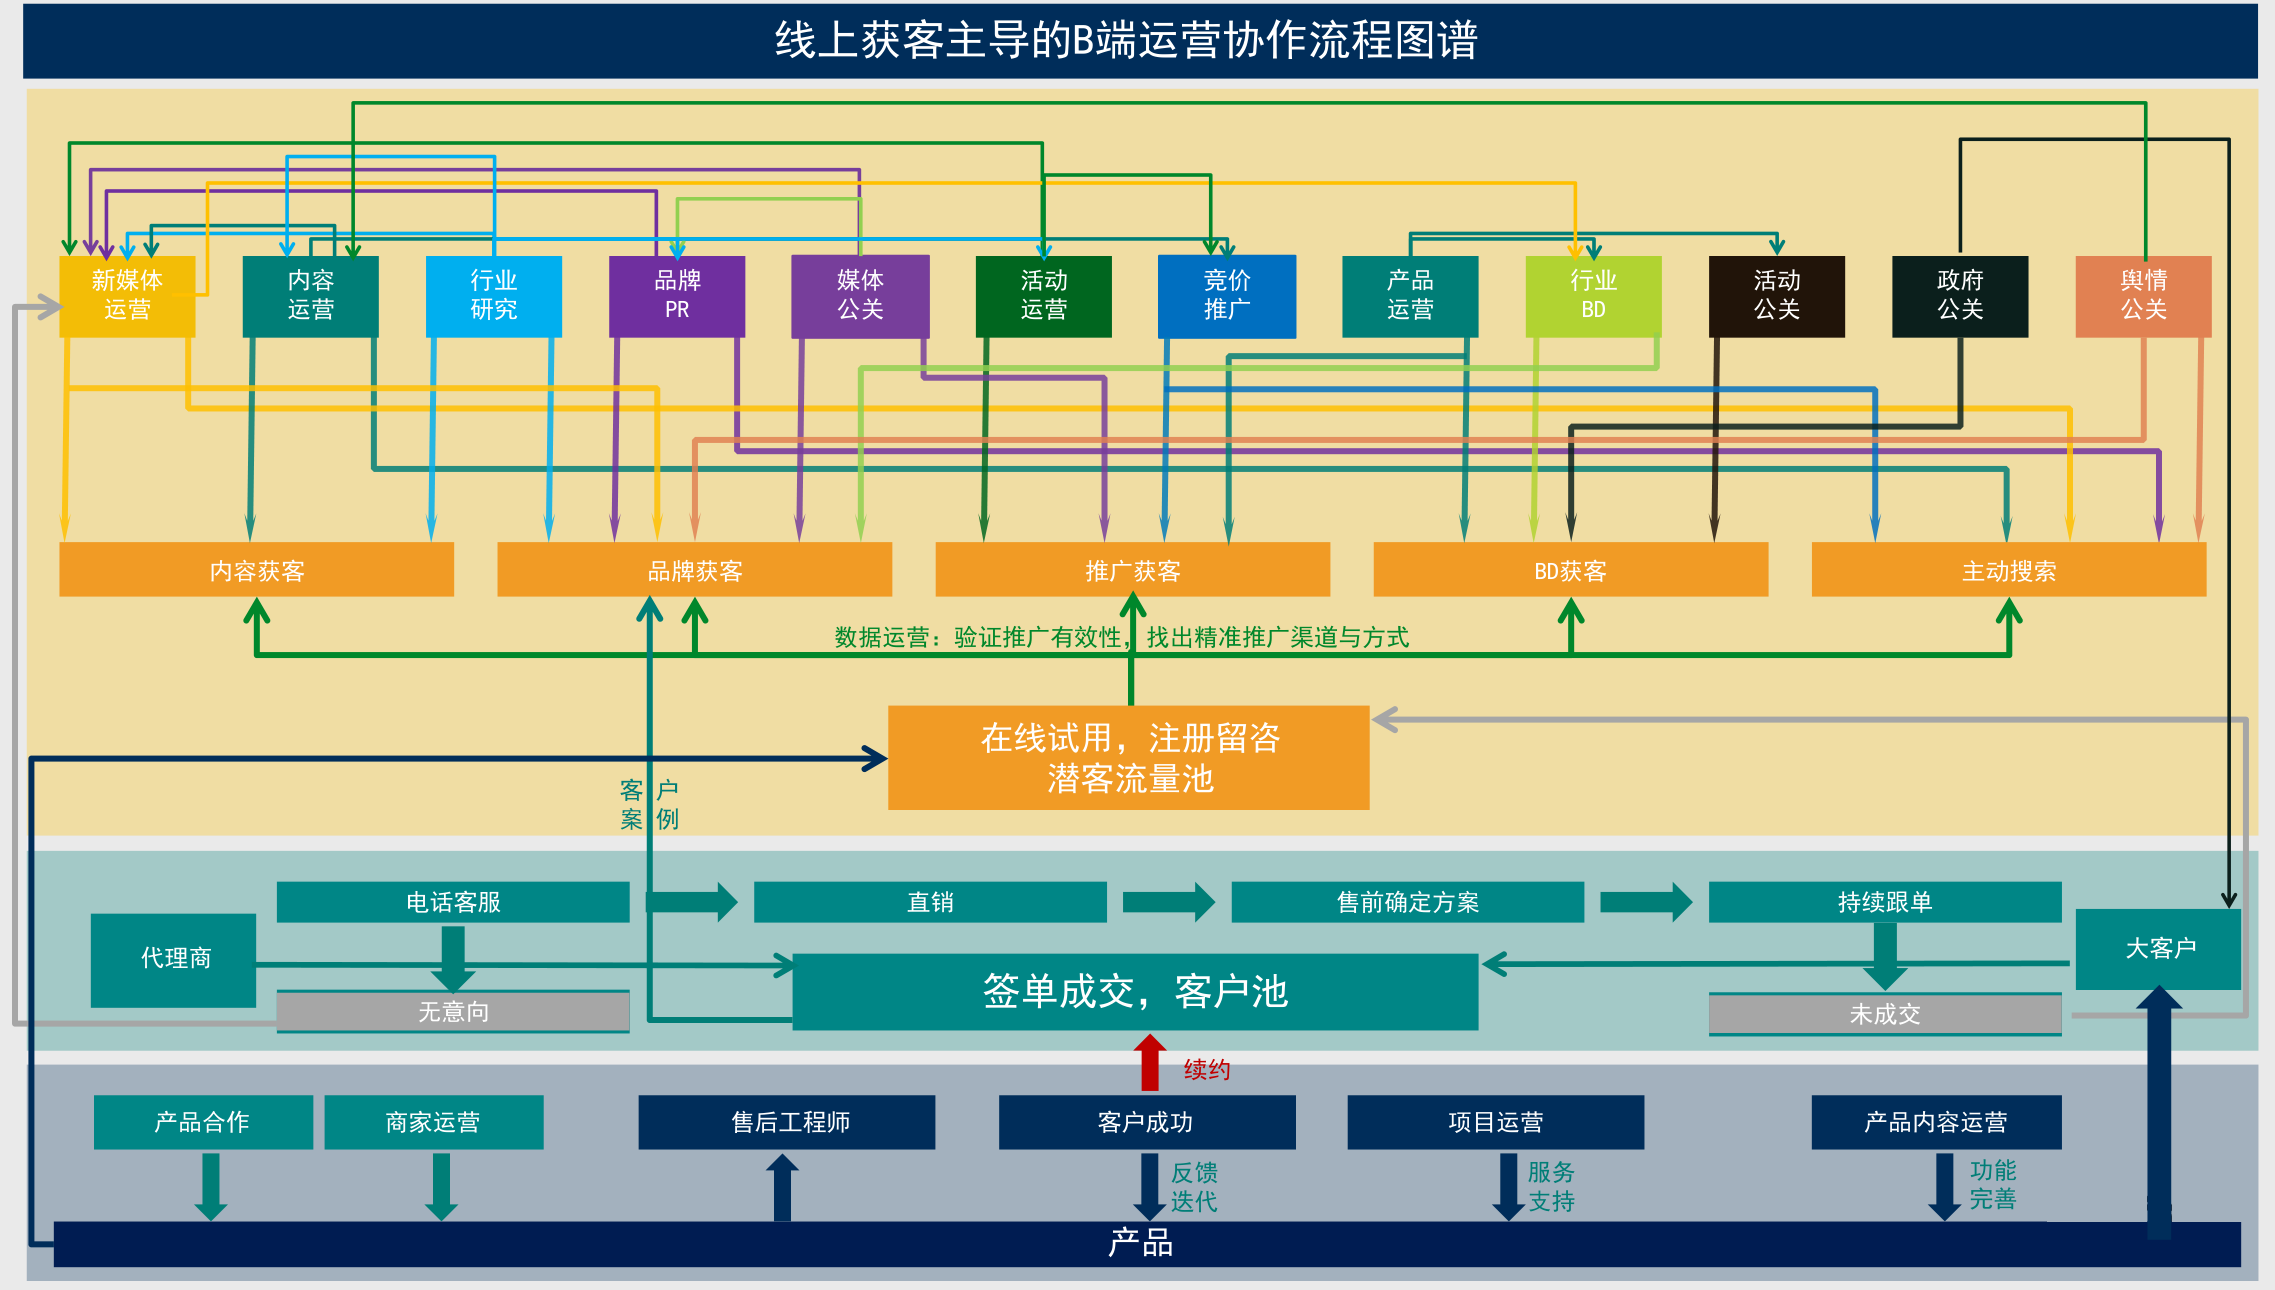 线上获客主导的B端运营协作流程图谱
新媒体
运营
内容
运营
行业
研究
品牌
PR
媒体
公关
活动
运营
竞价
推广
产品
运营
行业
BD
活动
公关
政府
公关
舆情
公关
内容获客
品牌获客
推广获客
BD获客
主动搜索
数据运营：验证推广有效性，找出精准推广渠道与方式
在线试用，注册留咨
潜客流量池
客 户
案 例
电话客服
直销
售前确定方案
持续跟单
代理商
大客户
签单成交，客户池
无意向
未成交
续约
产品合作
商家运营
售后工程师
客户成功
项目运营
产品内容运营
反馈
迭代
服务
支持
功能
完善
产品